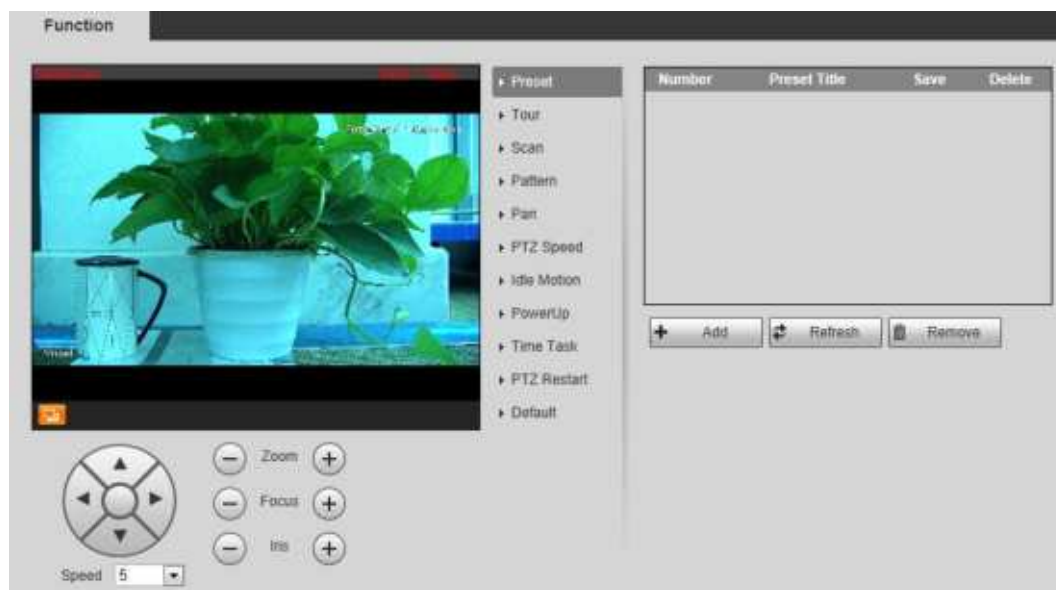 Function
Preset
Tour
Scan
Pattern
Pan
PTZ Speed
Idle Motion
PowerUp
Time Task
PTZ Restart
Default
Number Preset Title Save Delete
Add Refresh Remove
Zoom
Focus
Iris
Speed 5